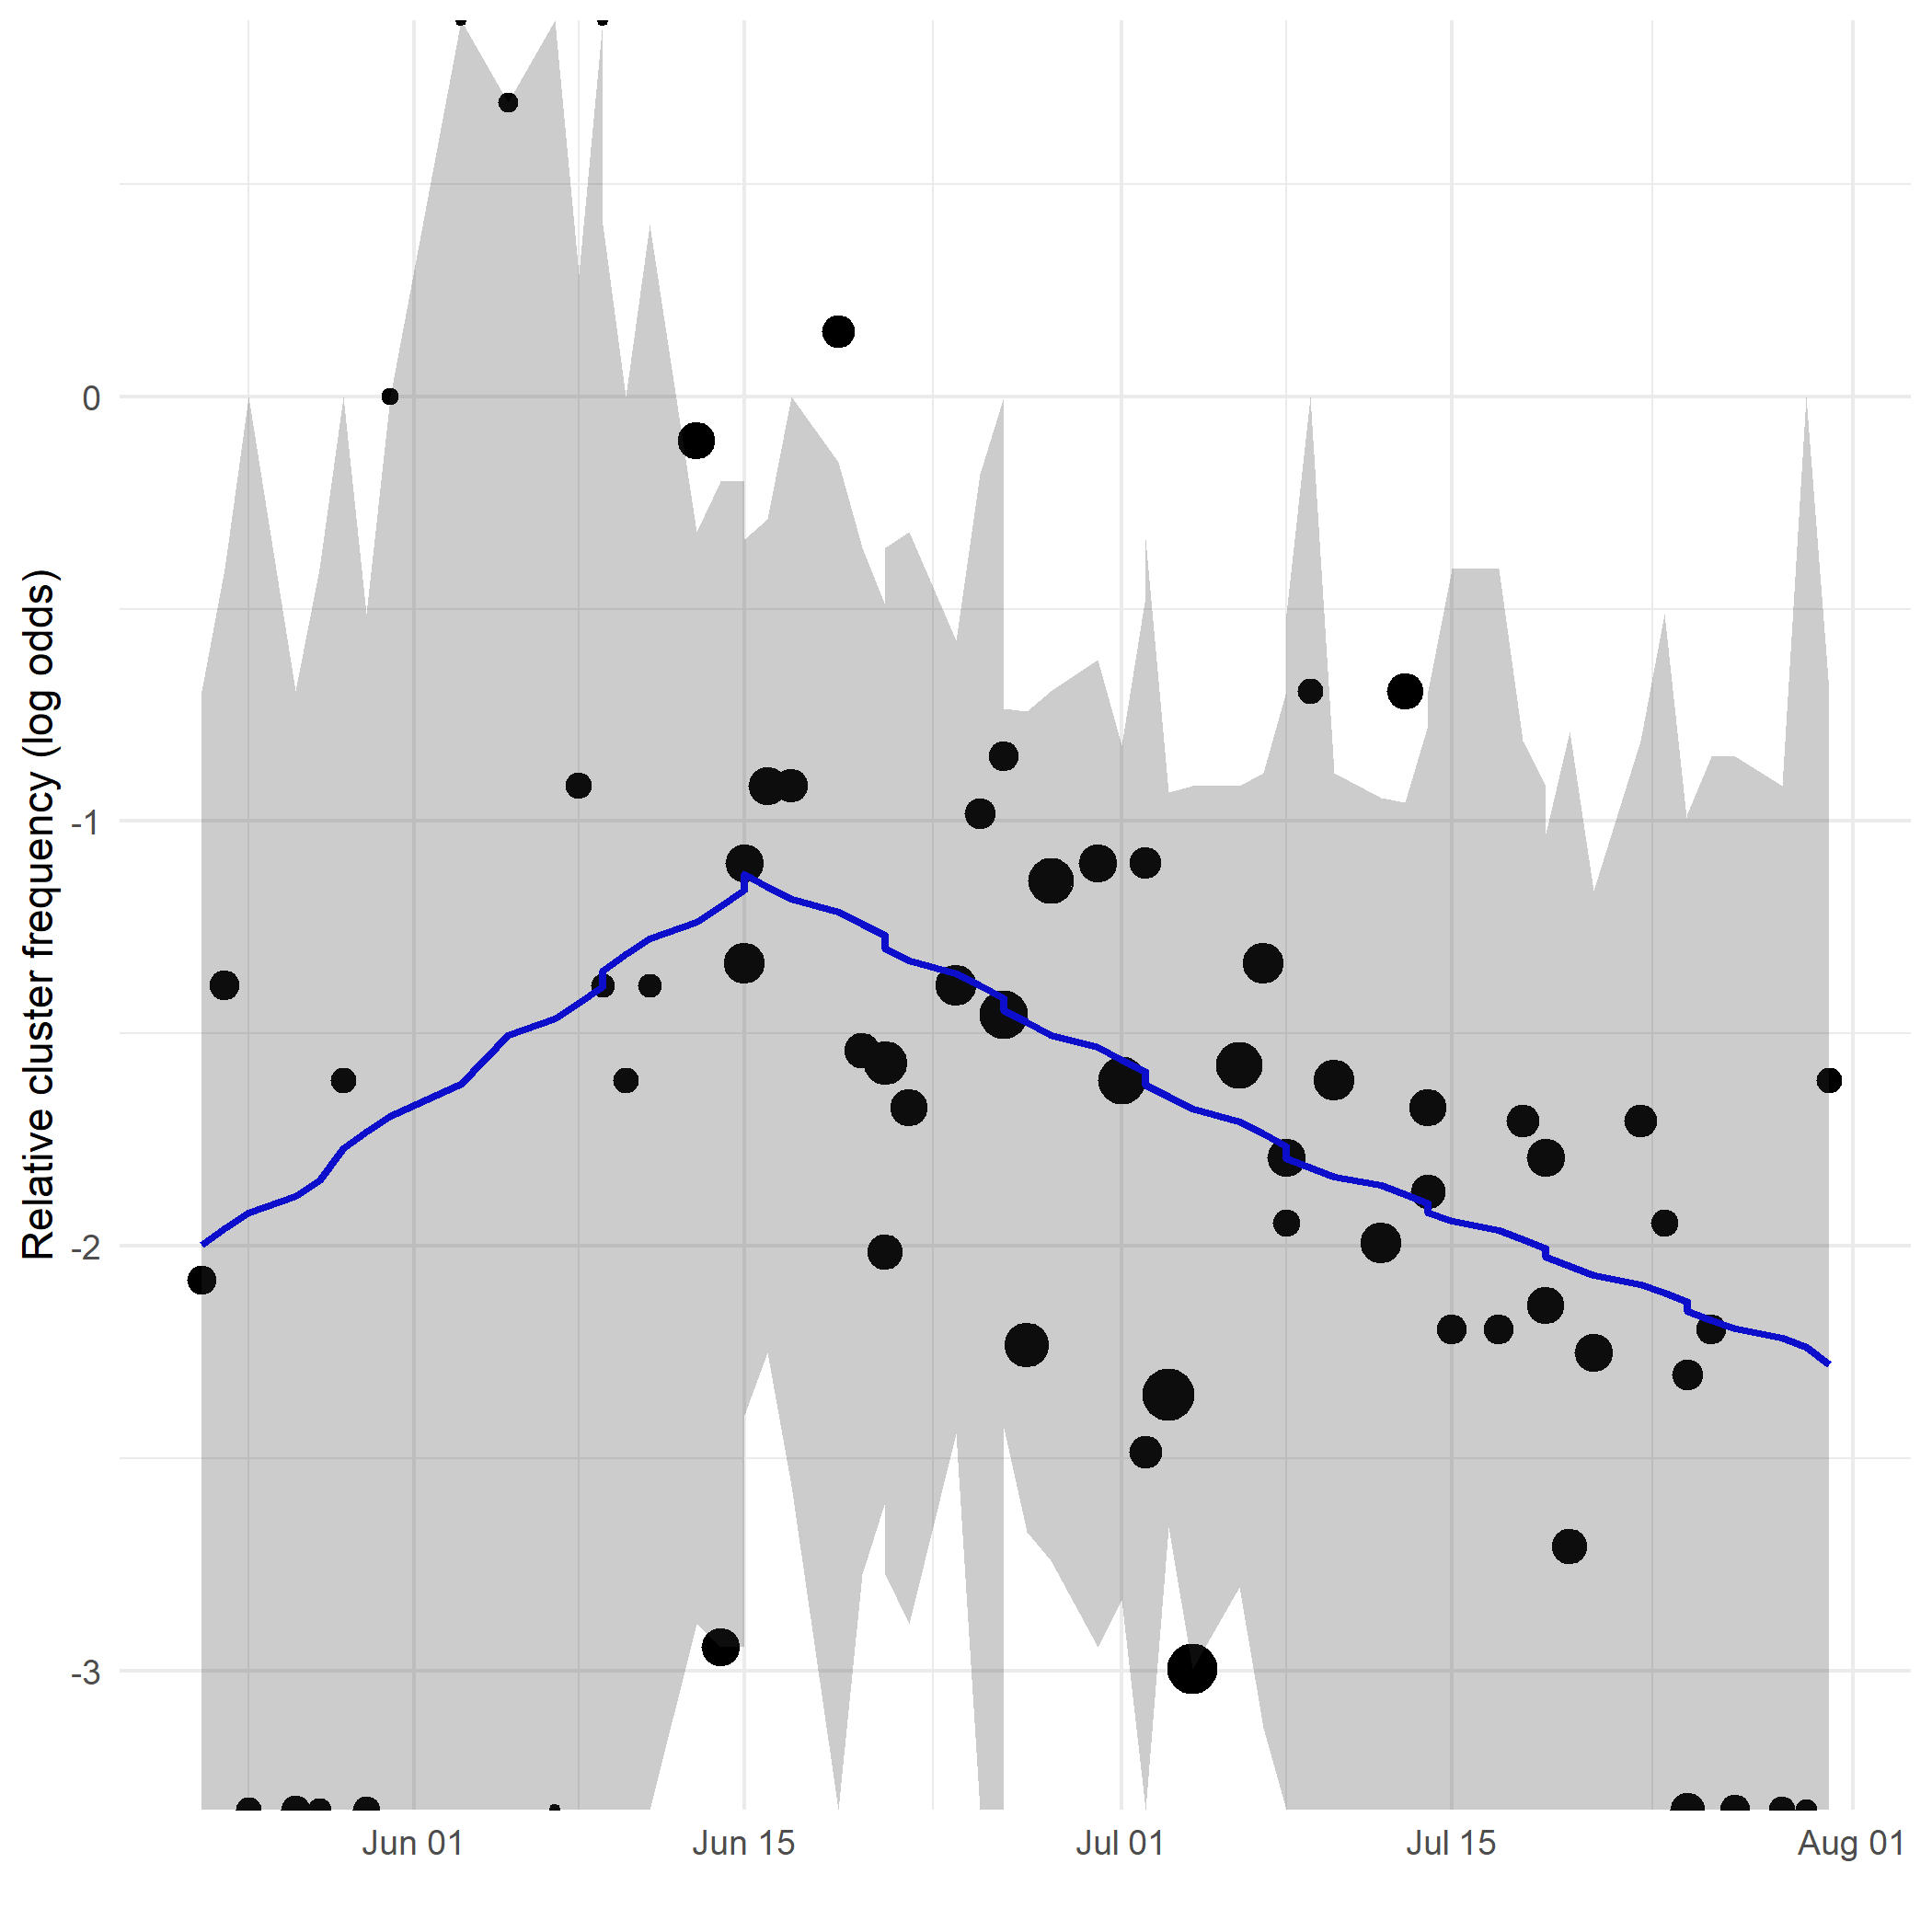 Relative cluster frequency (log odds)
0
-1
-2
-3
Jun 01
Jun 15
Jul 01
Jul 15
Aug 01